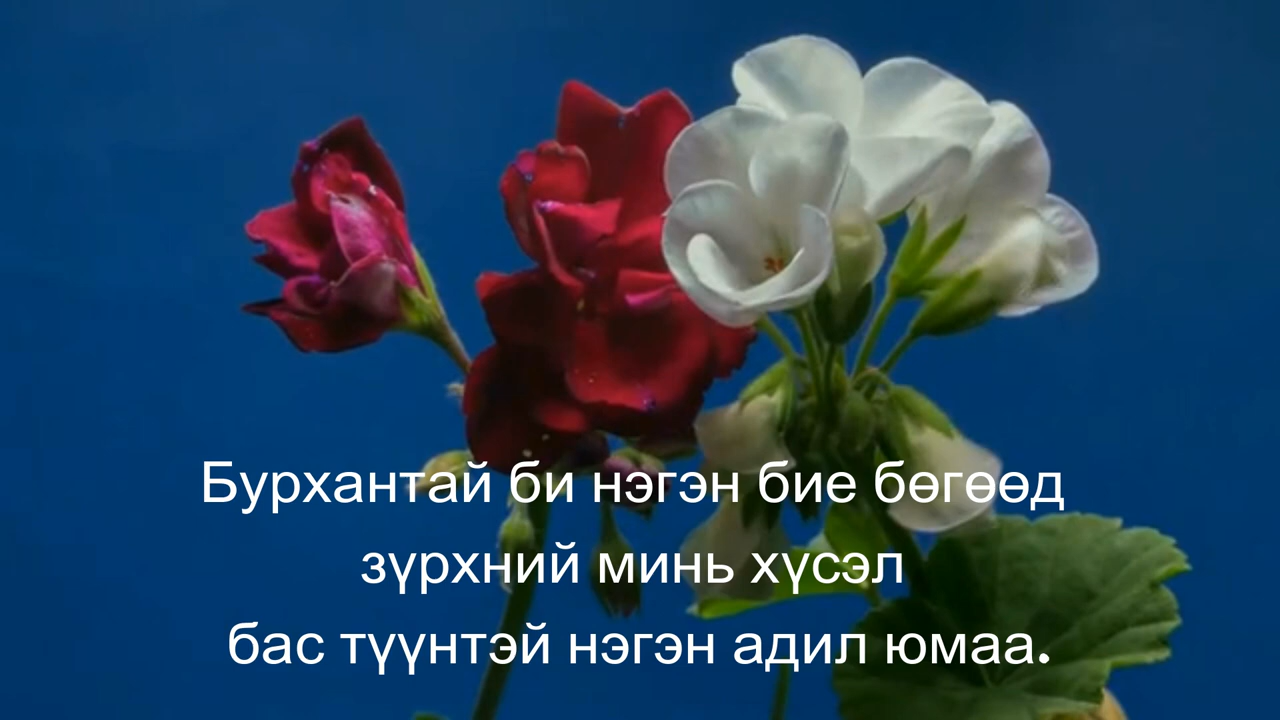 Бурхантай би нэгэн бие бөгөөд
зүрхний минь хүсэл
бас түүнтэй нэгэн адил юмаа.